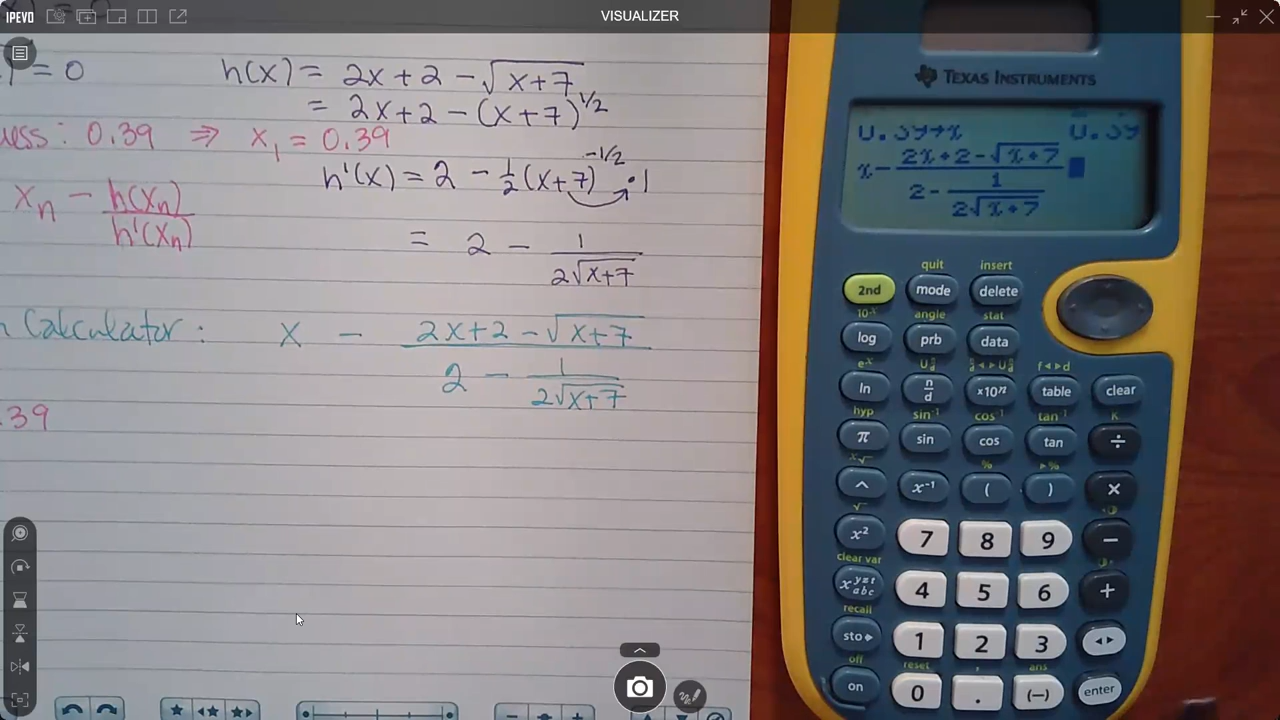 IPEVO
VISUALIZER
) = 0
h(x) = 2x + 2 - √(x+7)
= 2x + 2 - (x+7)^1/2
uess: 0.39 ⇒ x₁ = 0.39
h'(x) = 2 - 1/2 (x+7)^-1/2 · 1
xₙ - h(xₙ)/h'(xₙ)
= 2 - 1/(2√(x+7))
n Calculator: x - (2x+2-√(x+7))/(2 - 1/(2√(x+7)))
.39
TEXAS INSTRUMENTS
0.39→x 0.39
x-(2x+2-√(x+7))/(2-1/(2√(x+7)))
quit insert
2nd mode delete
10^x angle stat
log prb data
e^x f◄►d
ln n/d ×10ⁿ table clear
hyp sin⁻¹ cos⁻¹ tan⁻¹ K
π sin cos tan ÷
x√ % ►%
^ x⁻¹ ( ) ×
√
x² 7 8 9 −
clear var
x yzt abc 4 5 6 +
recall
sto► 1 2 3 ◄►
off reset , ans
on 0 . (−) enter